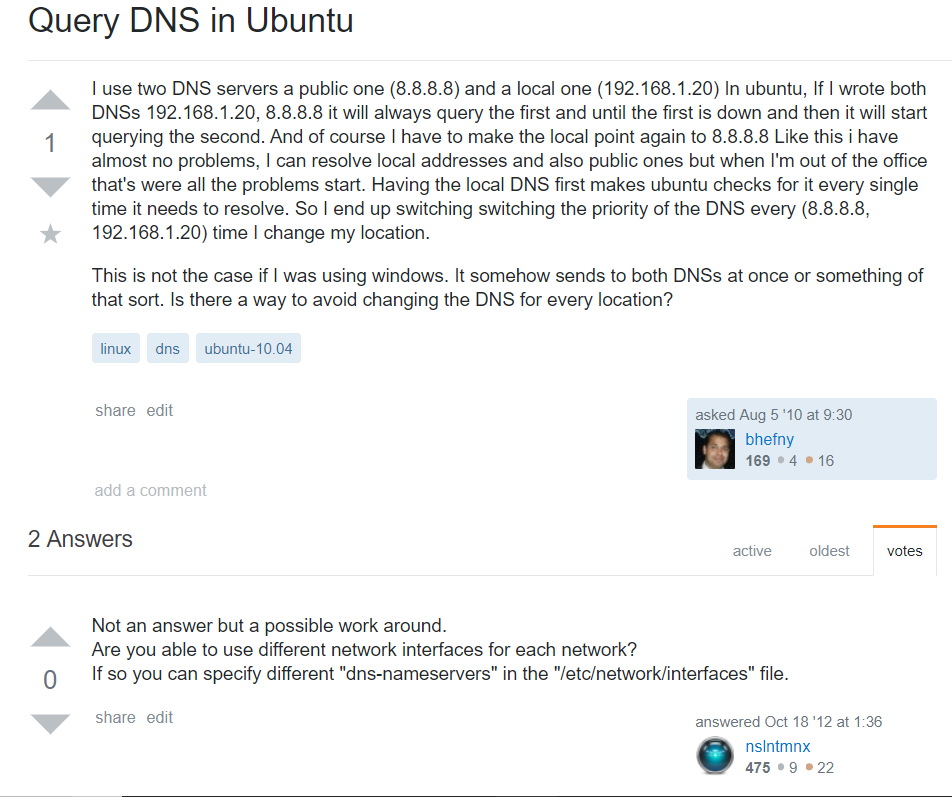 Query DNS in Ubuntu
I use two DNS servers a public one (8.8.8.8) and a local one (192.168.1.20) In ubuntu, If I wrote both
DNSs 192.168.1.20, 8.8.8.8 it will always query the first and until the first is down and then it will start
querying the second. And of course I have to make the local point again to 8.8.8.8 Like this i have
almost no problems, I can resolve local addresses and also public ones but when I'm out of the office
that's were all the problems start. Having the local DNS first makes ubuntu checks for it every single
time it needs to resolve. So I end up switching switching the priority of the DNS every (8.8.8.8,
192.168.1.20) time I change my location.
1
This is not the case if I was using windows. It somehow sends to both DNSs at once or something of
that sort. Is there a way to avoid changing the DNS for every location?
linux dns ubuntu-10.04
share edit
asked Aug 5 '10 at 9:30
bhefny
169 4 16
add a comment
2 Answers
active oldest votes
Not an answer but a possible work around.
Are you able to use different network interfaces for each network?
If so you can specify different "dns-nameservers" in the "/etc/network/interfaces" file.
0
share edit
answered Oct 18 '12 at 1:36
nslntmnx
475 9 22